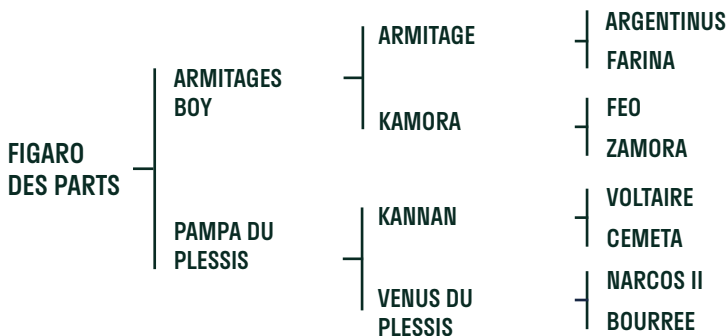 FIGARO
DES PARTS
ARMITAGES
BOY
PAMPA DU
PLESSIS
ARMITAGE
KAMORA
KANNAN
VENUS DU
PLESSIS
ARGENTINUS
FARINA
FEO
ZAMORA
VOLTAIRE
CEMETA
NARCOS II
BOURREE